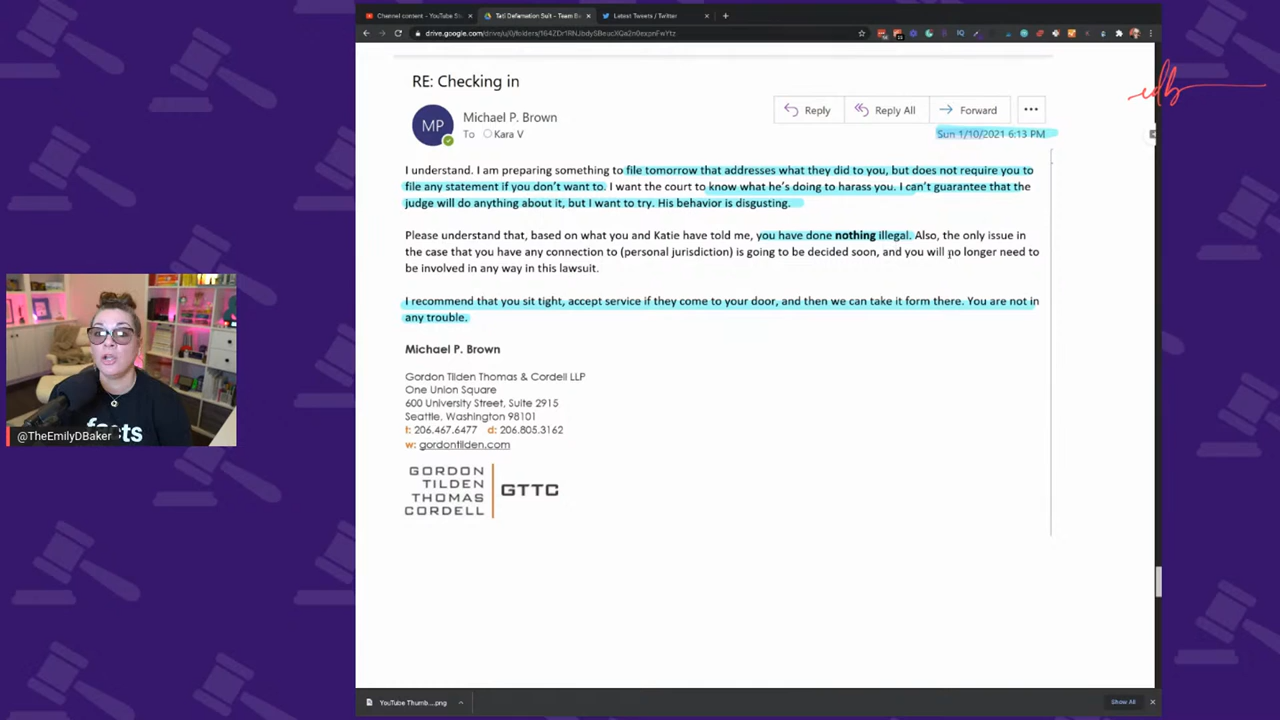 Channel content - YouTube St
Tati Defamation Suit - Team B
Latest Tweets / Twitter
edb
RE: Checking in
MP
Michael P. Brown
To Kara V
Reply
Reply All
Forward
Sun 1/10/2021 6:13 PM
I understand. I am preparing something to file tomorrow that addresses what they did to you, but does not require you to
file any statement if you don't want to. I want the court to know what he's doing to harass you. I can't guarantee that the
judge will do anything about it, but I want to try. His behavior is disgusting.
Please understand that, based on what you and Katie have told me, you have done nothing illegal. Also, the only issue in
the case that you have any connection to (personal jurisdiction) is going to be decided soon, and you will no longer need to
be involved in any way in this lawsuit.
I recommend that you sit tight, accept service if they come to your door, and then we can take it form there. You are not in
any trouble.
Michael P. Brown
Gordon Tilden Thomas & Cordell LLP
One Union Square
600 University Street, Suite 2915
Seattle, Washington 98101
t: 206.467.6477 d: 206.805.3162
w: gordontilden.com
GORDON
TILDEN
THOMAS
CORDELL
GTTC
facts
@TheEmilyDBaker
YouTube Thumb....png
Show All